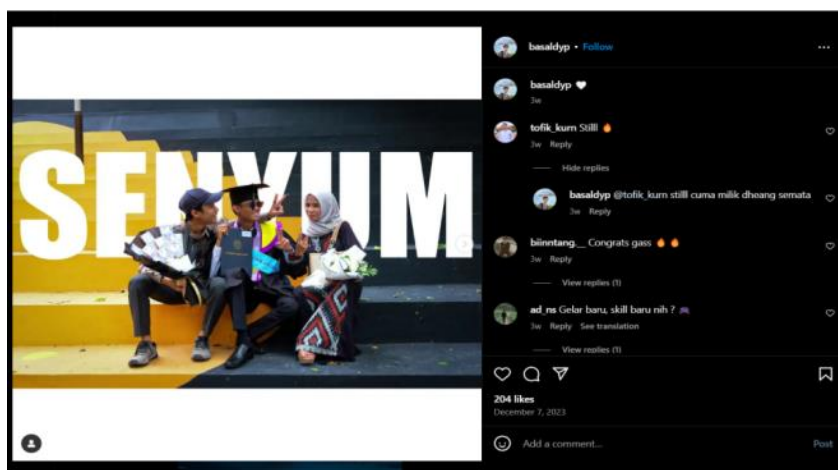 SENYUM
basaldyp • Follow
basaldyp 🤍
3w
tofik_kurn Stilll 🔥
3w Reply
Hide replies
basaldyp @tofik_kurn stilll cuma milik dheang semata
3w Reply
biinntang.__ Congrats gass 🔥🔥
3w Reply
View replies (1)
ad_ns Gelar baru, skill baru nih ? 🎮
3w Reply See translation
View replies (1)
204 likes
December 7, 2023
Add a comment...
Post